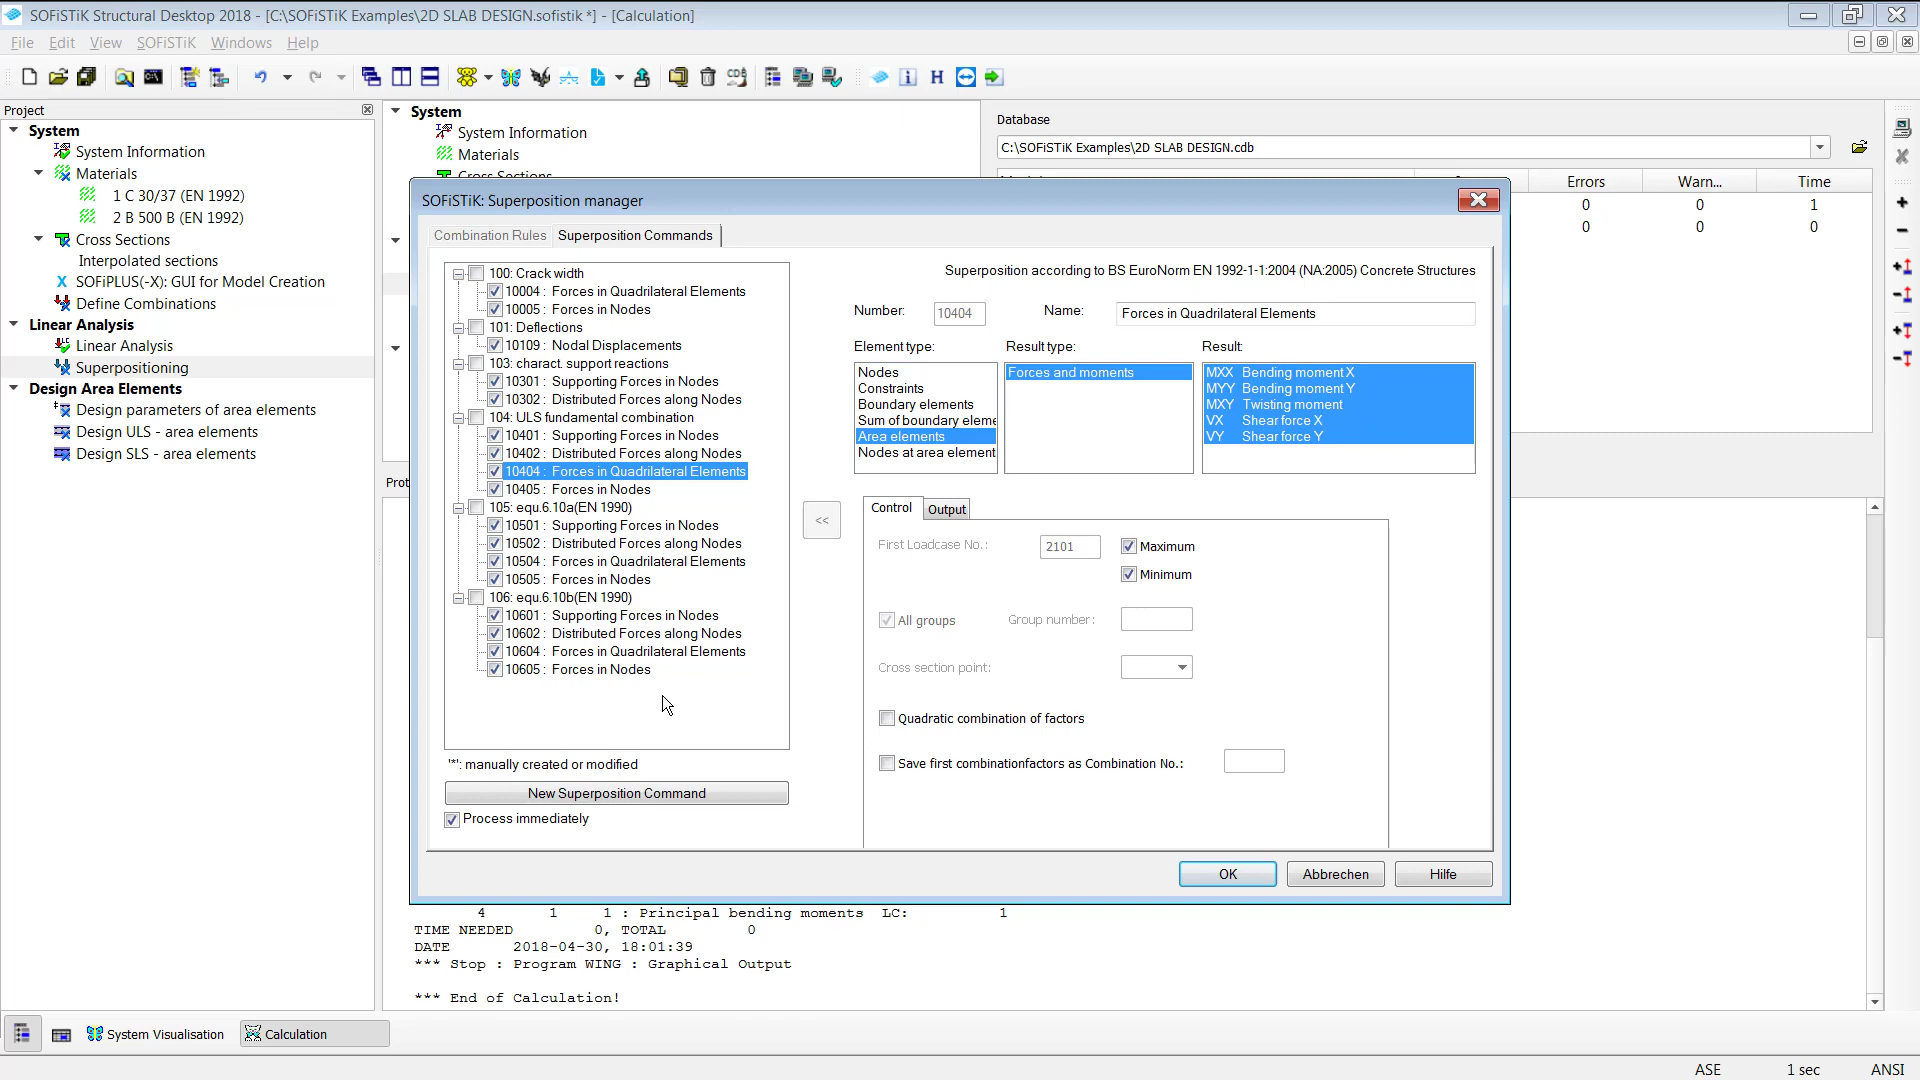 SOFiSTiK Structural Desktop 2018 - [C:\SOFiSTiK Examples\2D SLAB DESIGN.sofistik *] - [Calculation]
File Edit View SOFiSTiK Windows Help
Project
System
System Information
Materials
1 C 30/37 (EN 1992)
2 B 500 B (EN 1992)
Cross Sections
Interpolated sections
X SOFiPLUS(-X): GUI for Model Creation
Define Combinations
Linear Analysis
Linear Analysis
Superpositioning
Design Area Elements
Design parameters of area elements
Design ULS - area elements
Design SLS - area elements
System
System Information
Materials
Cross Sections
Database
C:\SOFiSTiK Examples\2D SLAB DESIGN.cdb
Errors Warn... Time
0 0 1
0 0 0
Prot
SOFiSTiK: Superposition manager
Combination Rules Superposition Commands
100: Crack width
10004 : Forces in Quadrilateral Elements
10005 : Forces in Nodes
101: Deflections
10109 : Nodal Displacements
103: charact. support reactions
10301 : Supporting Forces in Nodes
10302 : Distributed Forces along Nodes
104: ULS fundamental combination
10401 : Supporting Forces in Nodes
10402 : Distributed Forces along Nodes
10404 : Forces in Quadrilateral Elements
10405 : Forces in Nodes
105: equ.6.10a(EN 1990)
10501 : Supporting Forces in Nodes
10502 : Distributed Forces along Nodes
10504 : Forces in Quadrilateral Elements
10505 : Forces in Nodes
106: equ.6.10b(EN 1990)
10601 : Supporting Forces in Nodes
10602 : Distributed Forces along Nodes
10604 : Forces in Quadrilateral Elements
10605 : Forces in Nodes
'*': manually created or modified
New Superposition Command
Process immediately
<<
Superposition according to BS EuroNorm EN 1992-1-1:2004 (NA:2005) Concrete Structures
Number: 10404 Name: Forces in Quadrilateral Elements
Element type: Result type: Result:
Nodes
Constraints
Boundary elements
Sum of boundary eleme
Area elements
Nodes at area element
Forces and moments
MXX Bending moment X
MYY Bending moment Y
MXY Twisting moment
VX Shear force X
VY Shear force Y
Control Output
First Loadcase No.: 2101 Maximum
Minimum
All groups Group number:
Cross section point:
Quadratic combination of factors
Save first combinationfactors as Combination No.:
OK Abbrechen Hilfe
4 1 1 : Principal bending moments LC: 1
TIME NEEDED 0, TOTAL 0
DATE 2018-04-30, 18:01:39
*** Stop : Program WING : Graphical Output
*** End of Calculation!
System Visualisation Calculation
ASE 1 sec ANSI